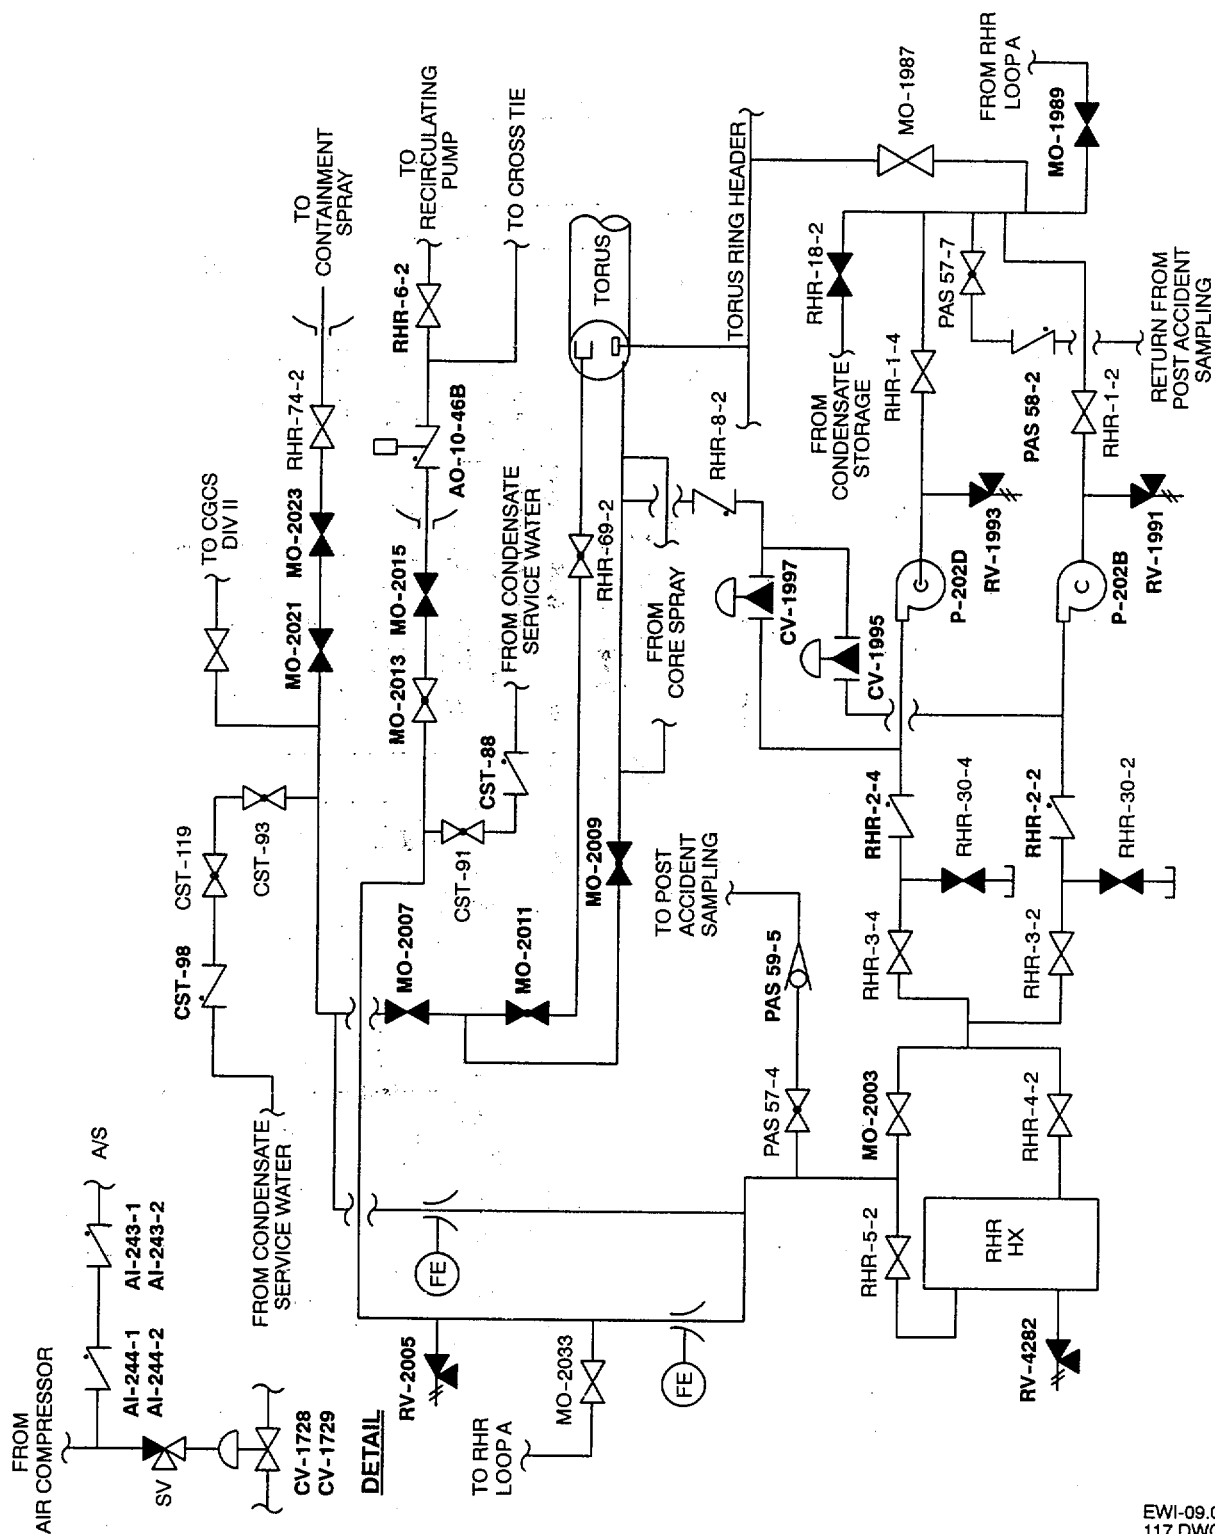 FROM
AIR COMPRESSOR
SV
AI-244-1
AI-244-2
AI-243-1
AI-243-2
A/S
CV-1728
CV-1729
DETAIL
FROM CONDENSATE
SERVICE WATER
CST-98
CST-119
CST-93
TO CGCS
DIV II
MO-2021
MO-2023
RHR-74-2
TO
CONTAINMENT
SPRAY
MO-2013
MO-2015
AO-10-46B
RHR-6-2
TO
RECIRCULATING
PUMP
TO CROSS TIE
CST-91
CST-88
FROM CONDENSATE
SERVICE WATER
MO-2007
MO-2011
RHR-69-2
TORUS
MO-2009
FROM
CORE SPRAY
RHR-8-2
TORUS RING HEADER
MO-1987
FROM RHR
LOOP A
MO-1989
FE
RV-2005
TO RHR
LOOP A
MO-2033
FE
TO POST
ACCIDENT
SAMPLING
PAS 57-4
PAS 59-5
CV-1997
CV-1995
FROM
CONDENSATE
STORAGE
RHR-18-2
RHR-1-4
PAS 57-7
PAS 58-2
RHR-1-2
RETURN FROM
POST ACCIDENT
SAMPLING
C
P-202D
RV-1993
C
P-202B
RV-1991
RHR-2-4
RHR-30-4
RHR-2-2
RHR-30-2
RHR-3-4
RHR-3-2
MO-2003
RHR-4-2
RHR-5-2
RHR
HX
RV-4282
EWI-09.0
117.DWG